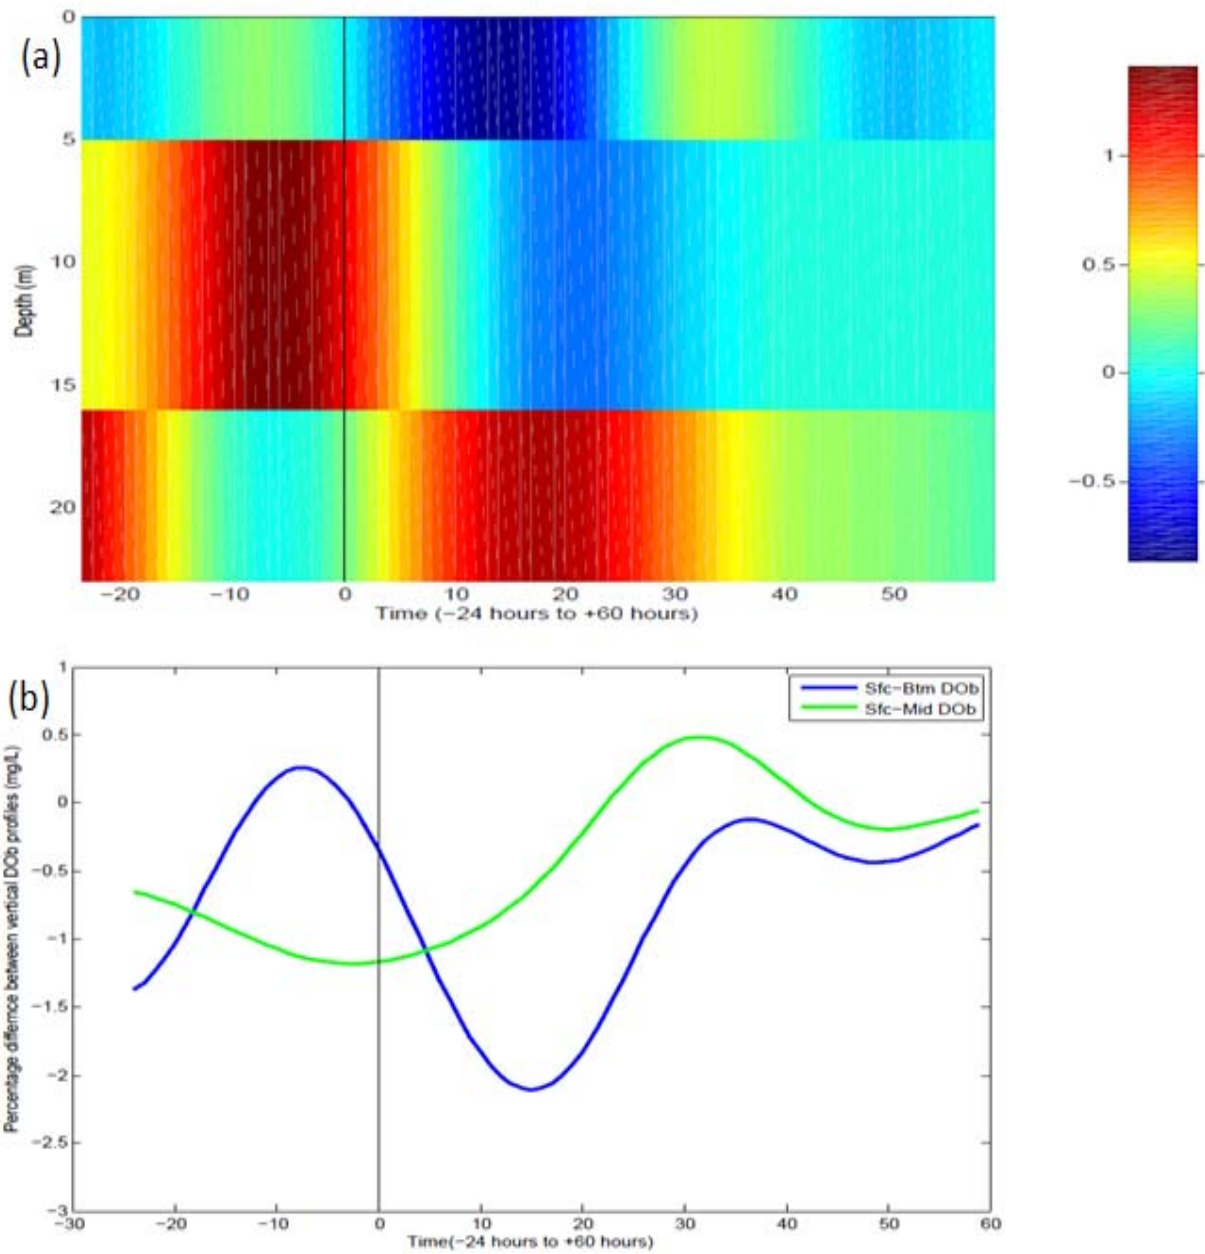 (a)
0
5
10
15
20
Depth (m)
−20 −10 0 10 20 30 40 50
Time (−24 hours to +60 hours)
1
0.5
0
−0.5
(b)
1
0.5
0
−0.5
−1
−1.5
−2
−2.5
−3
Percentage differnce between vertical DOb profiles (mg/L)
Sfc−Btm DOb
Sfc−Mid DOb
−30 −20 −10 0 10 20 30 40 50 60
Time(−24 hours to +60 hours)